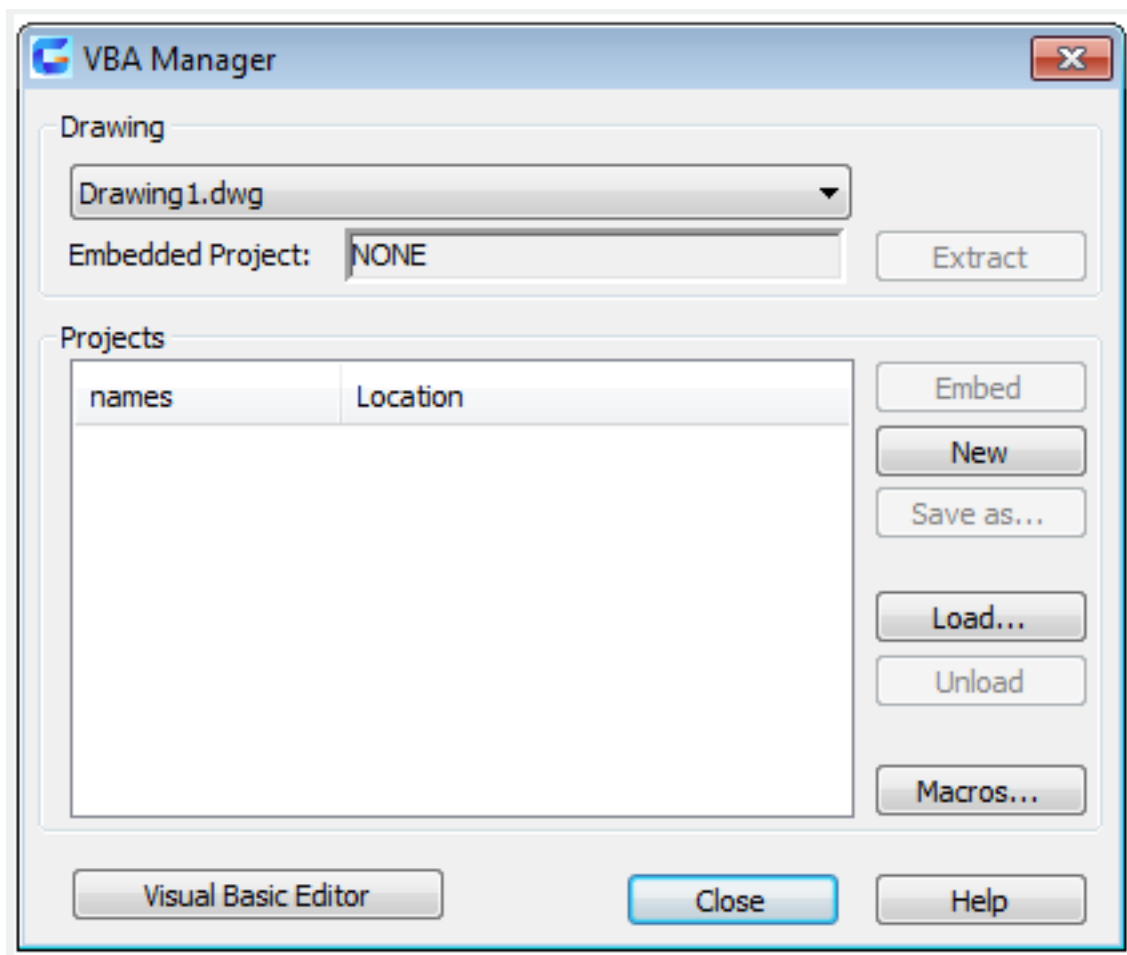 VBA Manager
Drawing
Drawing1.dwg
Embedded Project: NONE Extract
Projects
names Location
Embed
New
Save as...
Load...
Unload
Macros...
Visual Basic Editor Close Help